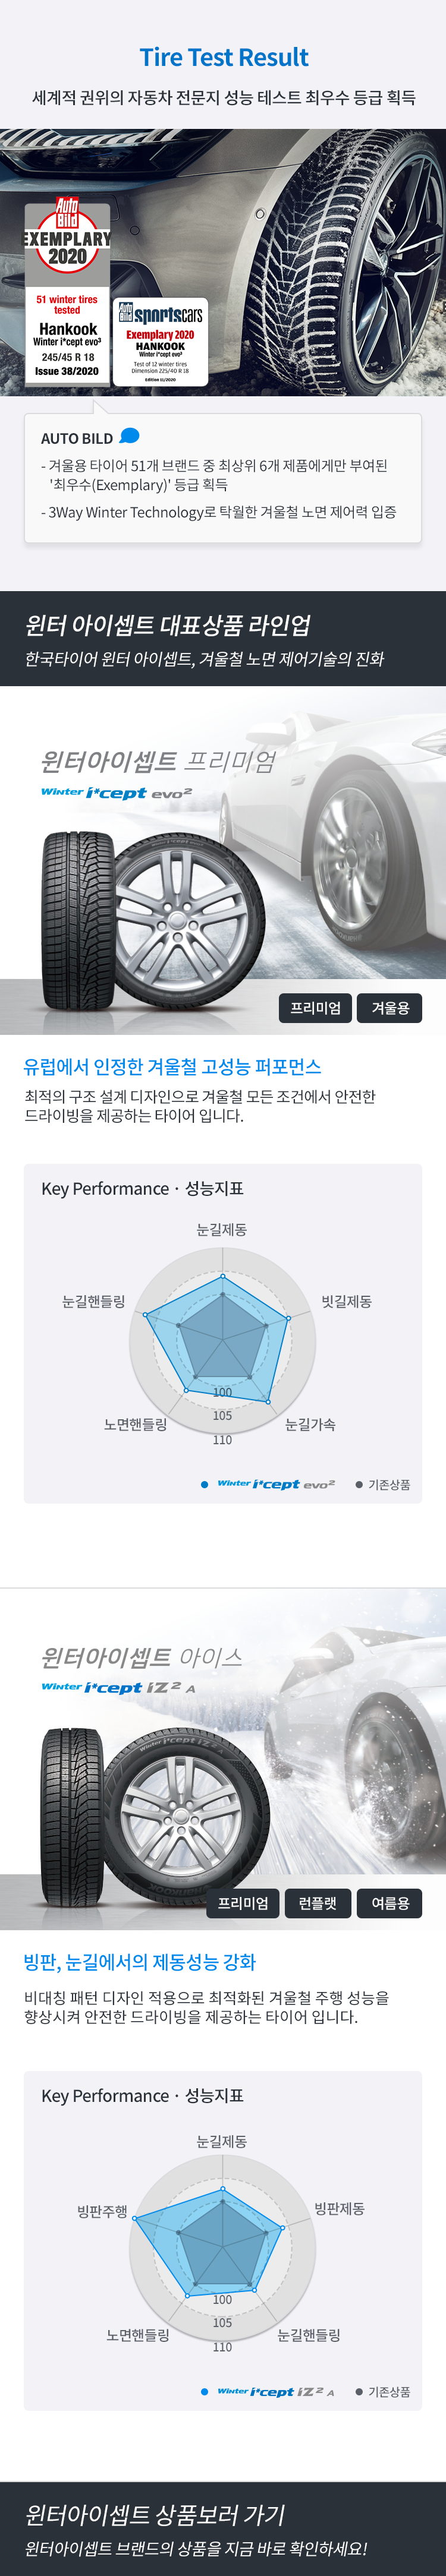 Tire Test Result
세계적 권위의 자동차 전문지 성능 테스트 최우수 등급 획득
Auto
Bild
EXEMPLARY
2020
51 winter tires
tested
Hankook
Winter i*cept evo³
245/45 R 18
Issue 38/2020
Auto Bild sportscars
Exemplary 2020
HANKOOK
Winter i*cept evo³
Test of 12 winter tires
Dimension 225/40 R 18
Edition 11/2020
AUTO BILD
- 겨울용 타이어 51개 브랜드 중 최상위 6개 제품에게만 부여된
'최우수(Exemplary)' 등급 획득
- 3Way Winter Technology로 탁월한 겨울철 노면 제어력 입증
윈터 아이셉트 대표상품 라인업
한국타이어 윈터 아이셉트, 겨울철 노면 제어기술의 진화
윈터아이셉트 프리미엄
Winter i*cept evo²
프리미엄
겨울용
유럽에서 인정한 겨울철 고성능 퍼포먼스
최적의 구조 설계 디자인으로 겨울철 모든 조건에서 안전한
드라이빙을 제공하는 타이어 입니다.
Key Performance · 성능지표
눈길제동
눈길핸들링
빗길제동
100
노면핸들링
105
눈길가속
110
Winter i*cept evo²
기존상품
윈터아이셉트 아이스
Winter i*cept iZ² A
Winter i*cept iZ² A
HANKOOK
프리미엄
런플랫
여름용
빙판, 눈길에서의 제동성능 강화
비대칭 패턴 디자인 적용으로 최적화된 겨울철 주행 성능을
향상시켜 안전한 드라이빙을 제공하는 타이어 입니다.
Key Performance · 성능지표
눈길제동
빙판주행
빙판제동
100
105
노면핸들링
눈길핸들링
110
Winter i*cept iZ² A
기존상품
윈터아이셉트 상품보러 가기
윈터아이셉트 브랜드의 상품을 지금 바로 확인하세요!